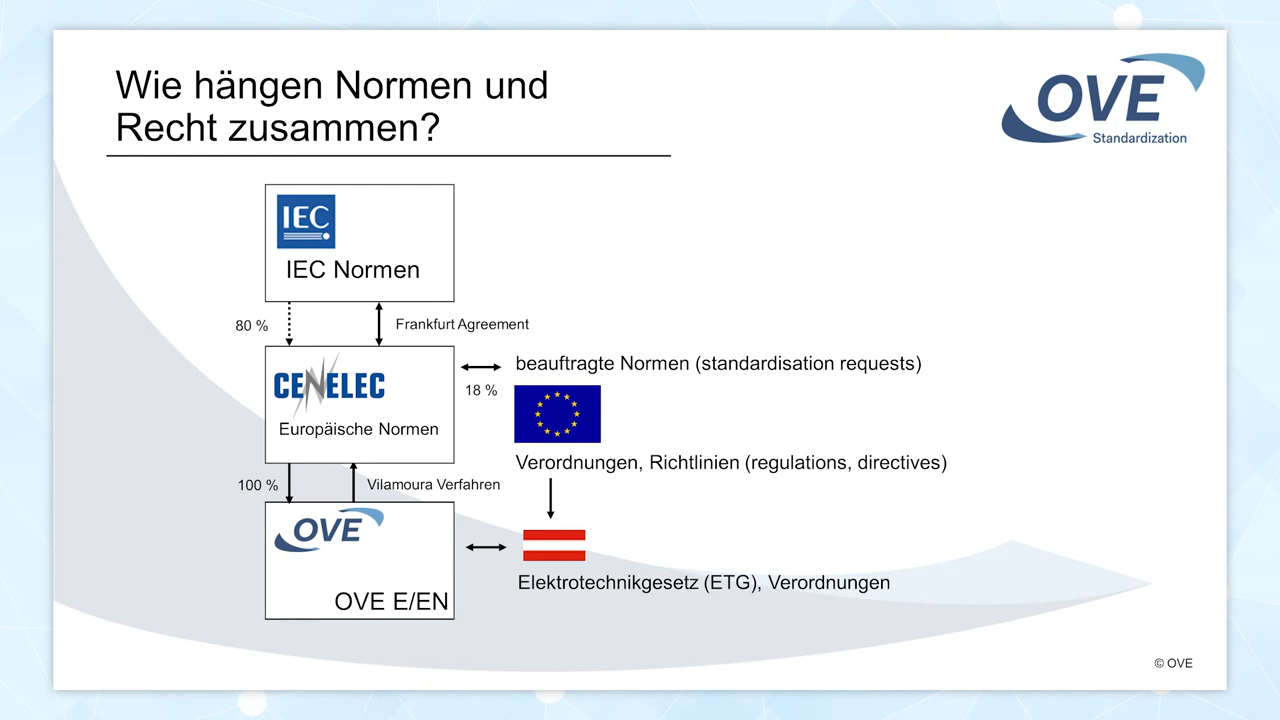 Wie hängen Normen und
Recht zusammen?
OVE
Standardization
IEC
IEC Normen
80 %
Frankfurt Agreement
CENELEC
Europäische Normen
18 %
beauftragte Normen (standardisation requests)
Verordnungen, Richtlinien (regulations, directives)
100 %
Vilamoura Verfahren
OVE
OVE E/EN
Elektrotechnikgesetz (ETG), Verordnungen
© OVE